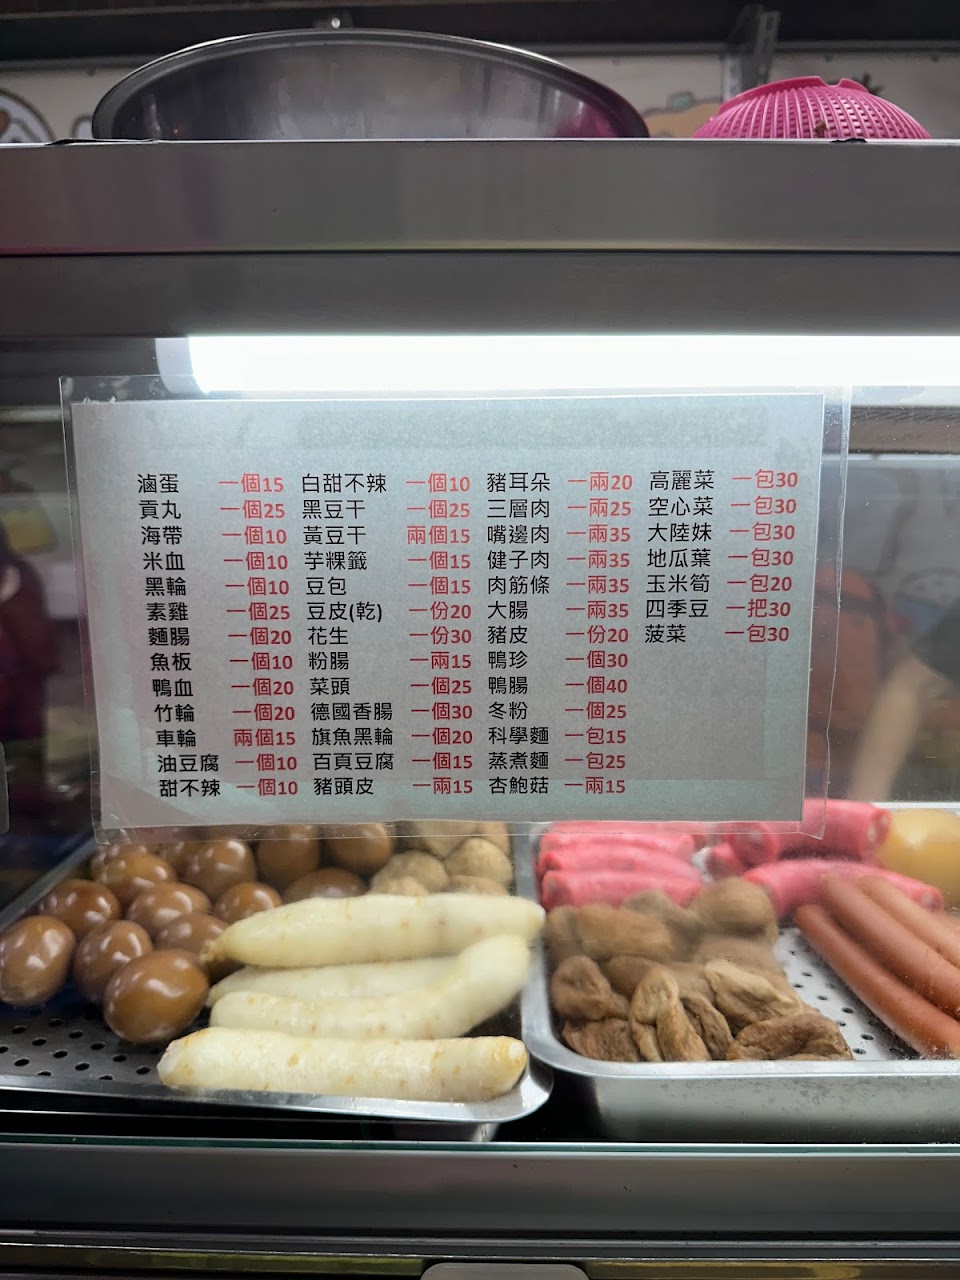 滷蛋 一個15 白甜不辣 一個10 豬耳朵 一兩20 高麗菜 一包30
貢丸 一個25 黑豆干 一個25 三層肉 一兩25 空心菜 一包30
海帶 一個10 黃豆干 兩個15 嘴邊肉 一兩35 大陸妹 一包30
米血 一個10 芋粿籤 一個15 健子肉 一兩35 地瓜葉 一包30
黑輪 一個10 豆包 一個15 肉筋條 一兩35 玉米筍 一包20
素雞 一個25 豆皮(乾) 一份20 大腸 一兩35 四季豆 一把30
麵腸 一個20 花生 一份30 豬皮 一份20 菠菜 一包30
魚板 一個10 粉腸 一兩15 鴨珍 一個30
鴨血 一個20 菜頭 一個25 鴨腸 一個40
竹輪 一個20 德國香腸 一個30 冬粉 一個25
車輪 兩個15 旗魚黑輪 一個20 科學麵 一包15
油豆腐 一個10 百頁豆腐 一個15 蒸煮麵 一包25
甜不辣 一個10 豬頭皮 一兩15 杏鮑菇 一兩15